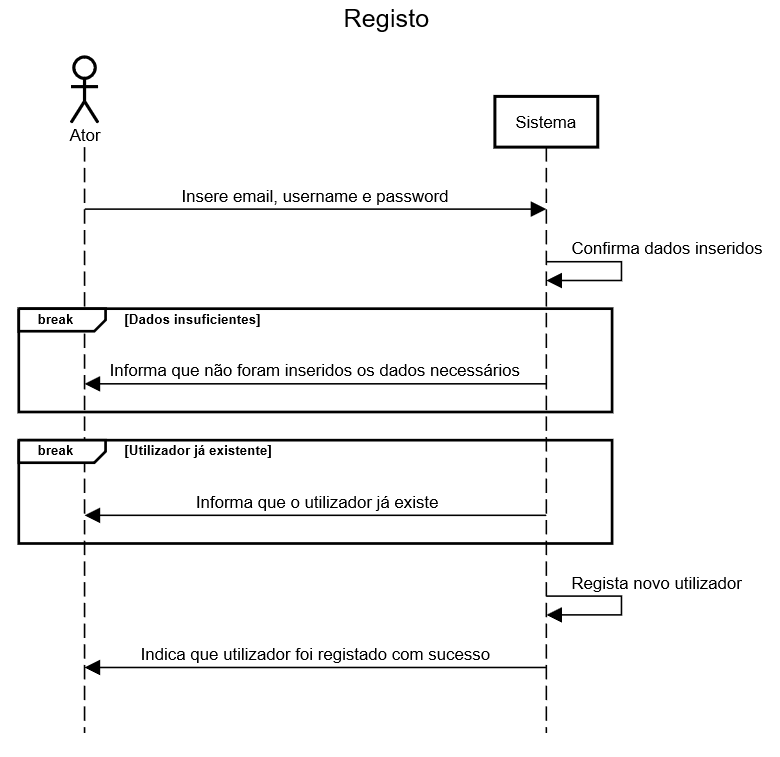 Registo
Ator
Sistema
Insere email, username e password
Confirma dados inseridos
break [Dados insuficientes]
Informa que não foram inseridos os dados necessários
break [Utilizador já existente]
Informa que o utilizador já existe
Regista novo utilizador
Indica que utilizador foi registado com sucesso